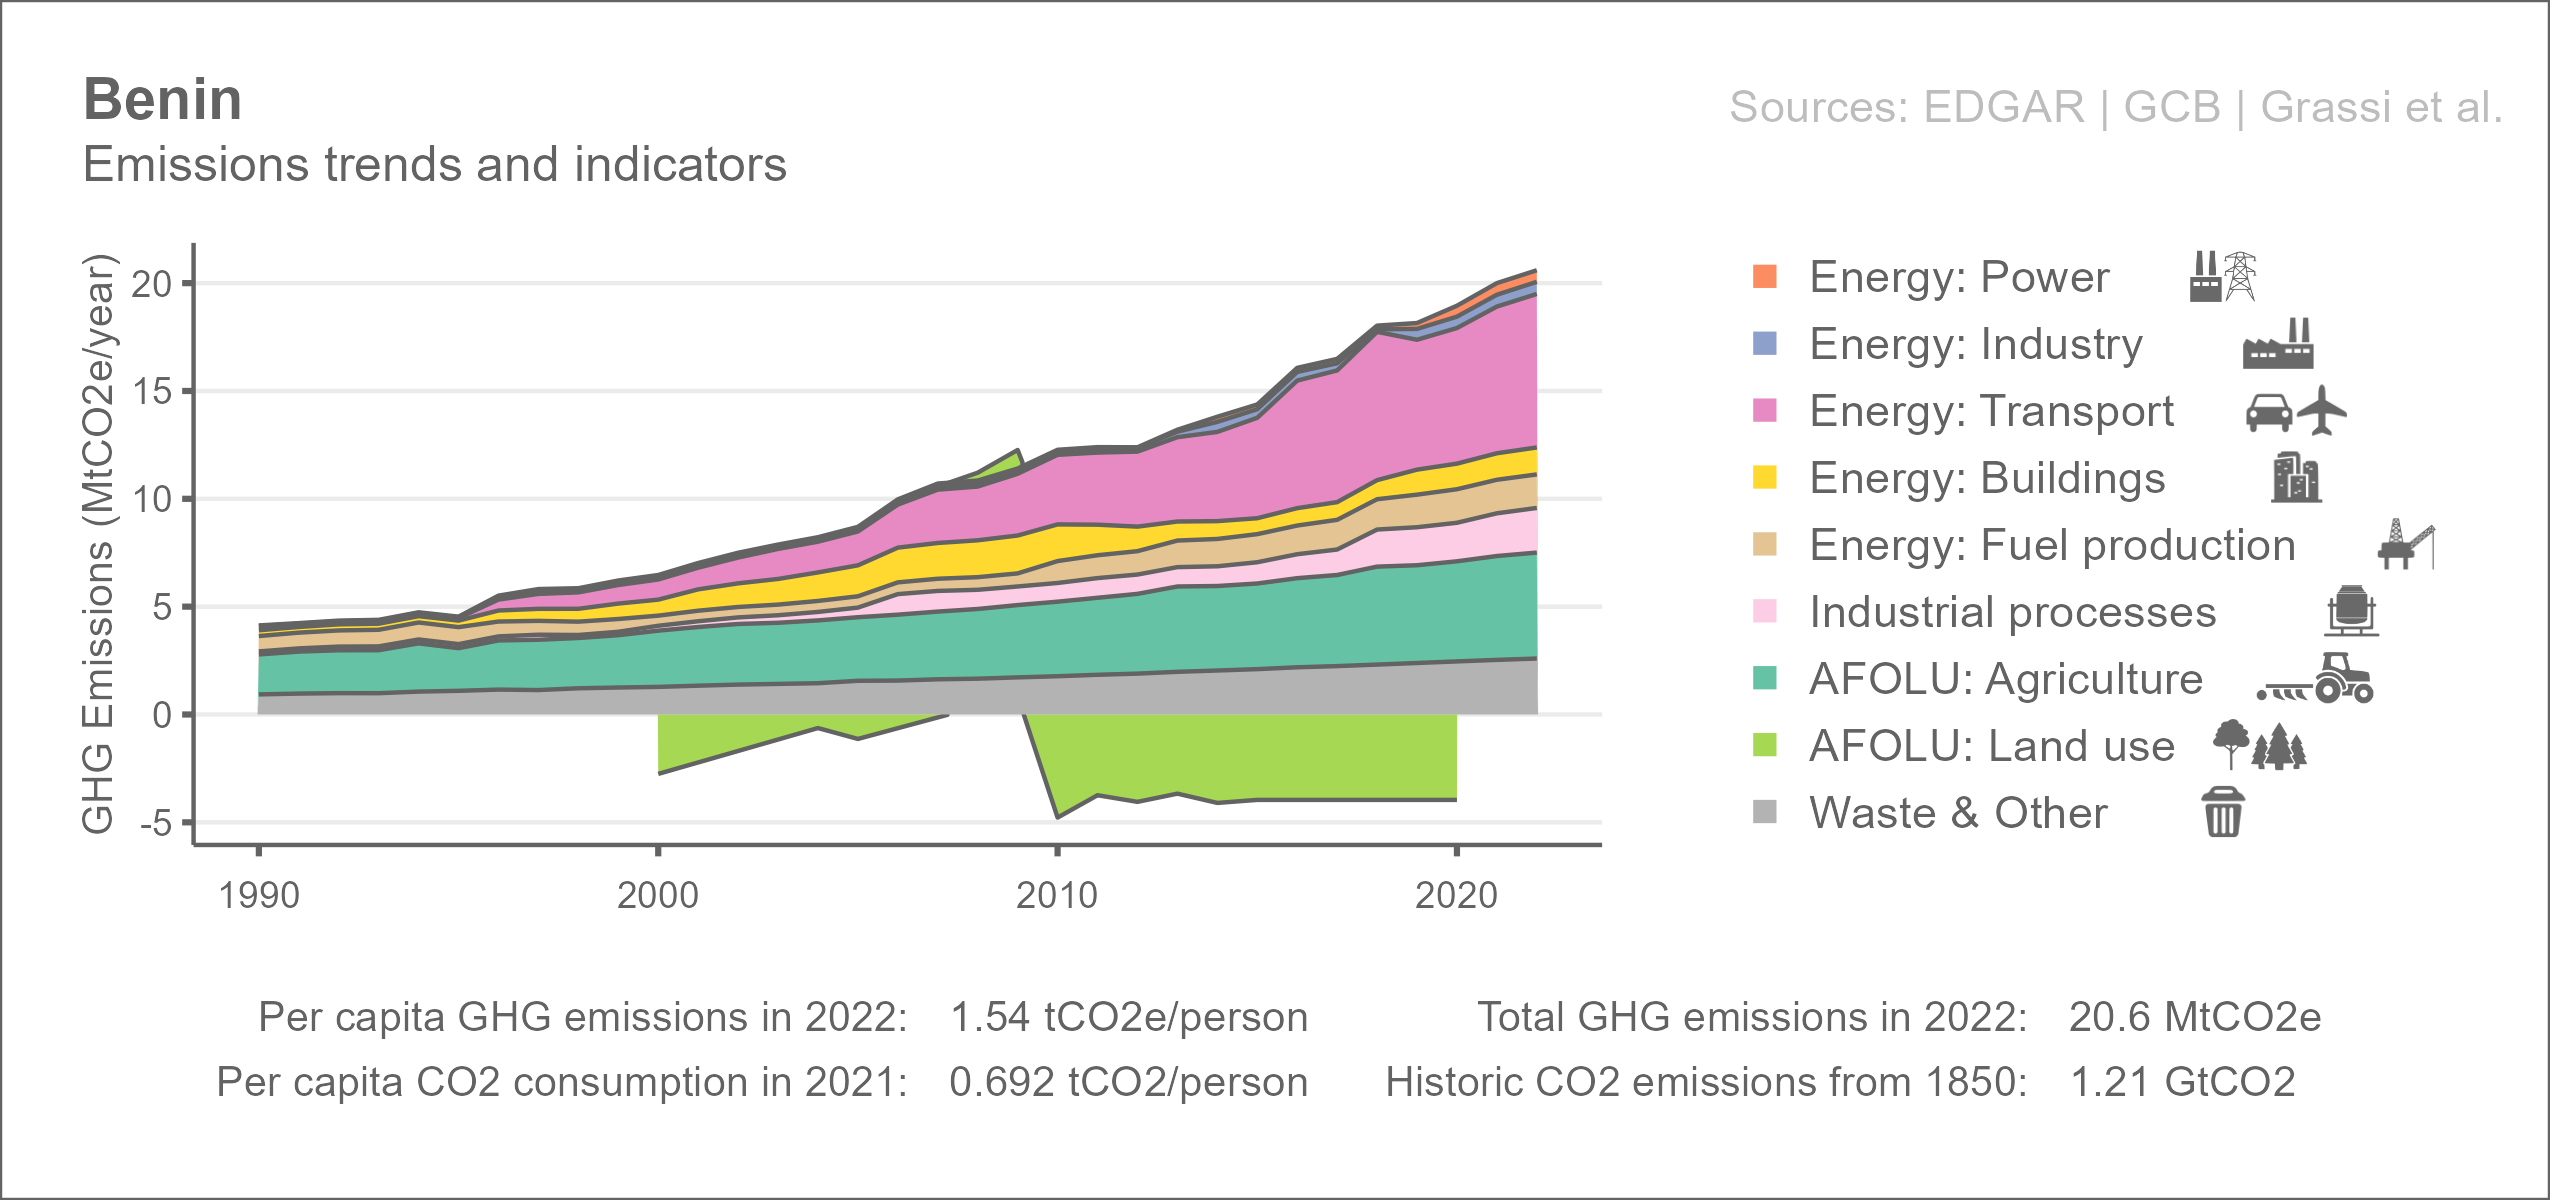 Benin
Sources: EDGAR | GCB | Grassi et al.
Emissions trends and indicators
GHG Emissions (MtCO2e/year)
20
15
10
5
0
-5
1990
2000
2010
2020
Energy: Power
Energy: Industry
Energy: Transport
Energy: Buildings
Energy: Fuel production
Industrial processes
AFOLU: Agriculture
AFOLU: Land use
Waste & Other
Per capita GHG emissions in 2022: 1.54 tCO2e/person
Total GHG emissions in 2022: 20.6 MtCO2e
Per capita CO2 consumption in 2021: 0.692 tCO2/person
Historic CO2 emissions from 1850: 1.21 GtCO2